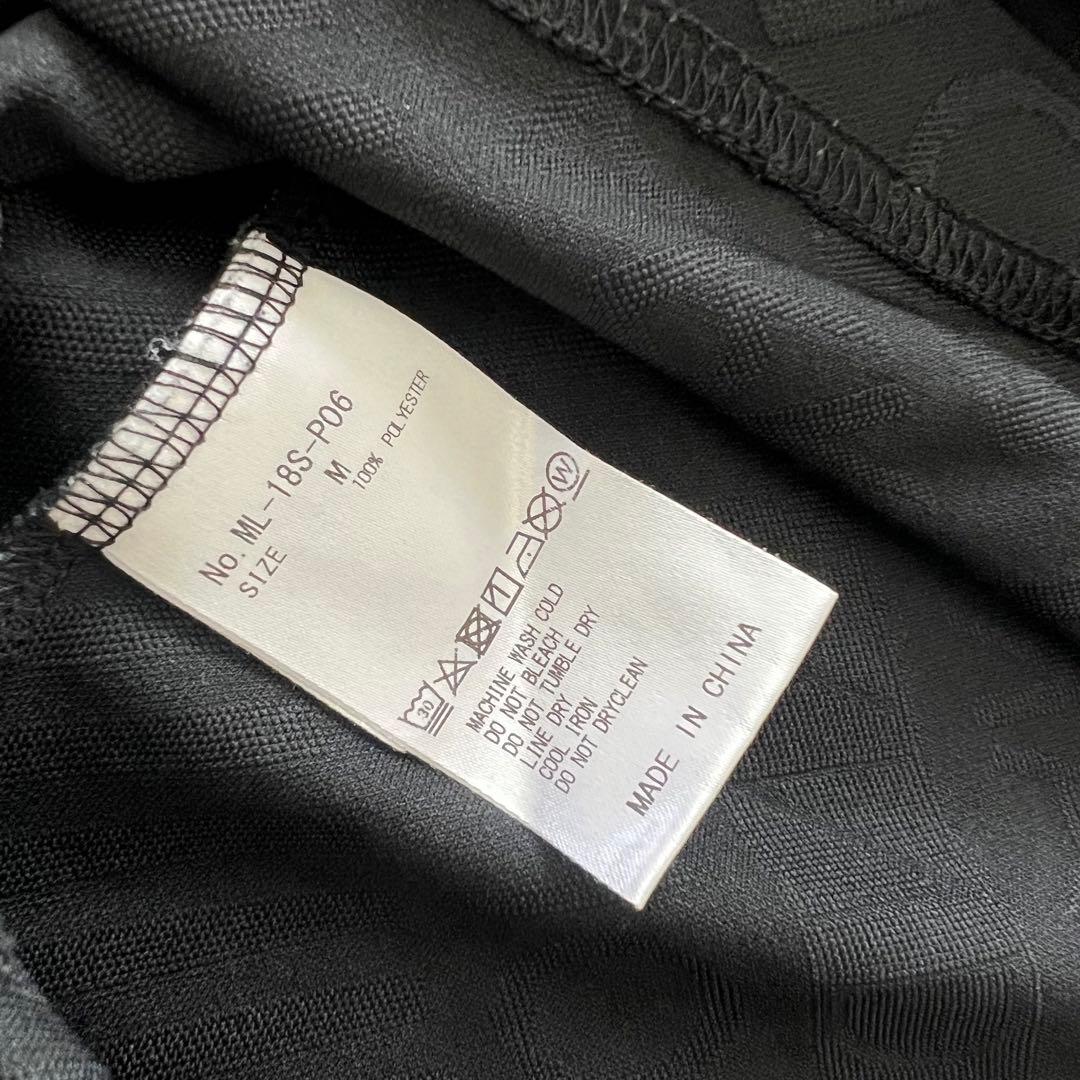 No. ML-18S-P06
SIZE M
100% POLYESTER
30 W
MACHINE WASH COLD
DO NOT BLEACH
DO NOT TUMBLE DRY
LINE DRY
COOL IRON
DO NOT DRYCLEAN
MADE IN CHINA